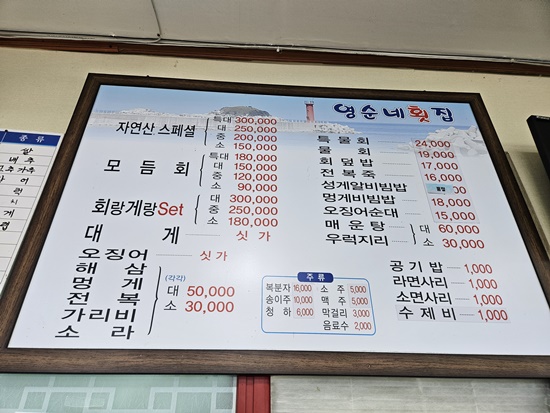 영순네횟집
자연산 스페셜
특대 300,000
대 250,000
중 200,000
소 150,000
모듬회
특대 180,000
대 150,000
중 120,000
소 90,000
회랑게랑Set
대 300,000
중 250,000
소 180,000
대게 싯가
오징어 싯가
해삼
멍게
전복
가리비
소라
(각각)
대 50,000
소 30,000
특물회 24,000
물회 19,000
회덮밥 17,000
전복죽 16,000
성게알비빔밥
멍게비빔밥 18,000
오징어순대 15,000
매운탕 대 60,000
우럭지리 소 30,000
주류
복분자 16,000 소주 5,000
송이주 10,000 맥주 5,000
청하 6,000 막걸리 3,000
음료수 2,000
공기밥 1,000
라면사리 1,000
소면사리 1,000
수제비 1,000
종류